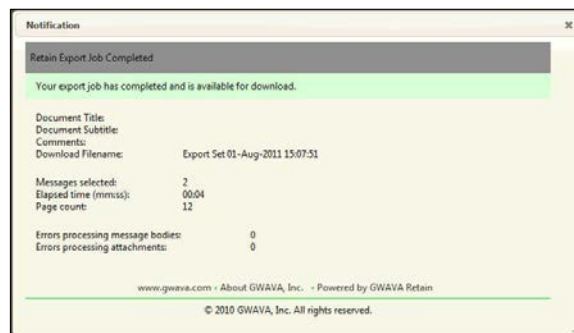 Notification
Retain Export Job Completed
Your export job has completed and is available for download.
Document Title:
Document Subtitle:
Comments:
Download Filename: Export Set 01-Aug-2011 15:07:51
Messages selected: 2
Elapsed time (mm:ss): 00:04
Page count: 12
Errors processing message bodies: 0
Errors processing attachments: 0
www.gwava.com - About GWAVA, Inc. - Powered by GWAVA Retain
© 2010 GWAVA, Inc. All rights reserved.